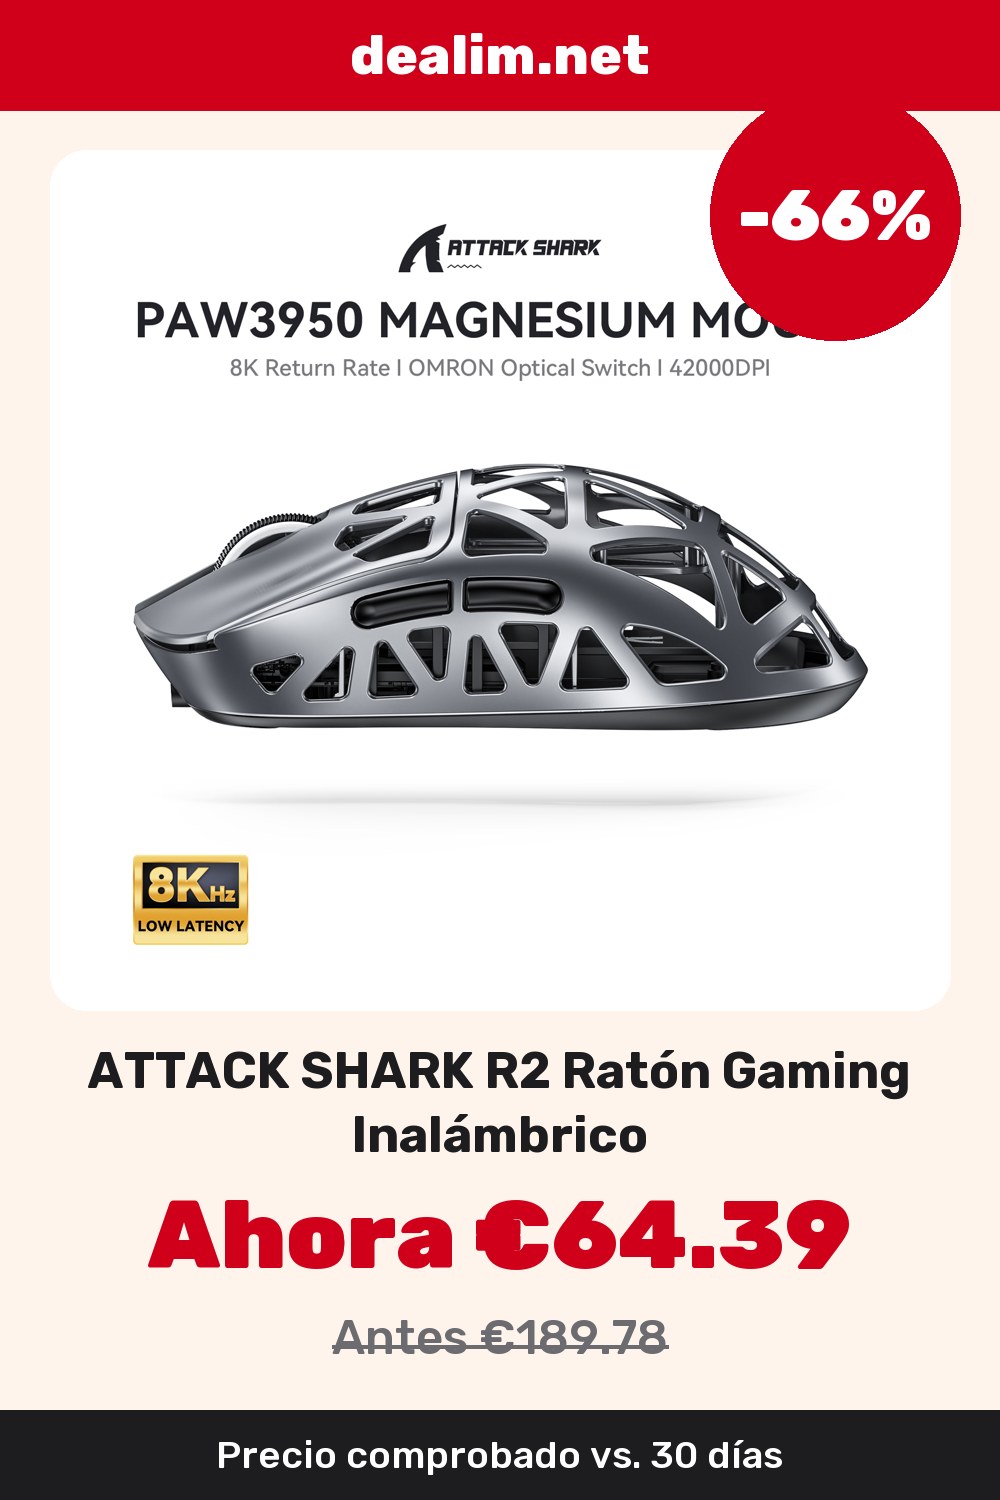 dealim.net
-66%
ATTACK SHARK
PAW3950 MAGNESIUM
8K Return Rate I OMRON Optical Switch I 42000DPI
8KHz
LOW LATENCY
ATTACK SHARK R2 Ratón Gaming
Inalámbrico
Ahora €64.39
Antes €189.78
Precio comprobado vs. 30 días